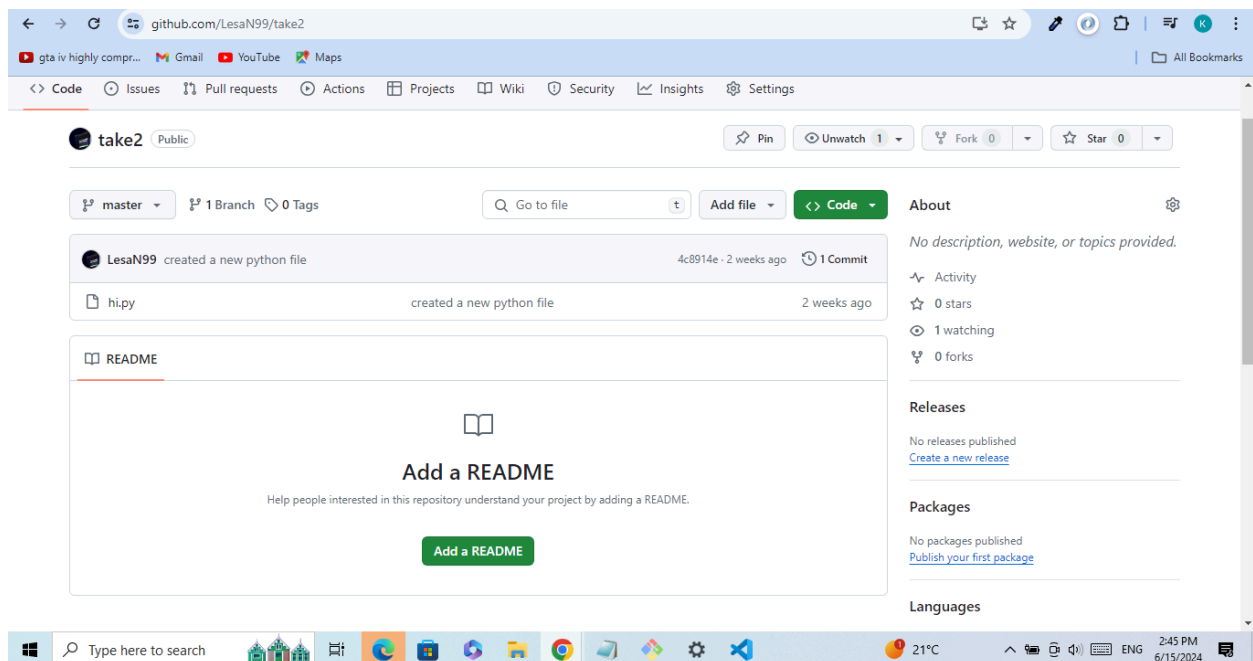 github.com/LesaN99/take2
K
gta iv highly compr... Gmail YouTube Maps All Bookmarks
Code Issues Pull requests Actions Projects Wiki Security Insights Settings
take2 Public Pin Unwatch 1 Fork 0 Star 0
master 1 Branch 0 Tags Go to file t Add file Code About
No description, website, or topics provided.
LesaN99 created a new python file 4c8914e · 2 weeks ago 1 Commit
Activity
hi.py created a new python file 2 weeks ago
0 stars
1 watching
README
0 forks
Releases
No releases published
Create a new release
Add a README
Help people interested in this repository understand your project by adding a README.
Packages
No packages published
Publish your first package
Add a README
Languages
Type here to search 21°C ENG 2:45 PM
6/15/2024